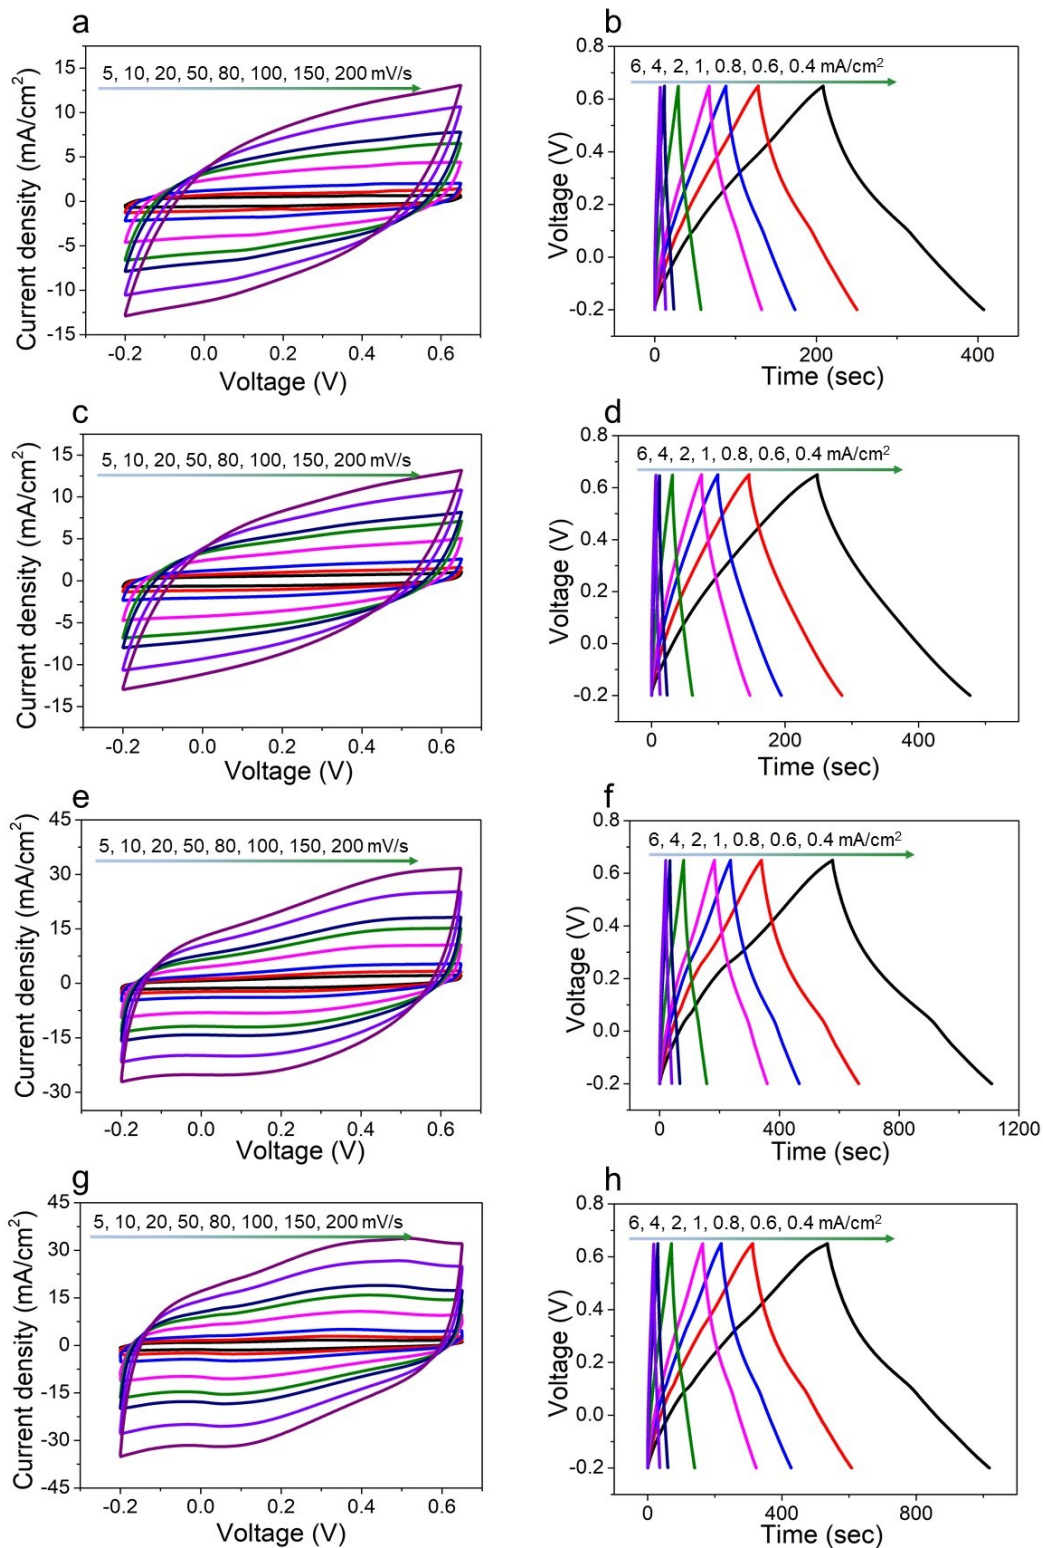 a
5, 10, 20, 50, 80, 100, 150, 200 mV/s
15
10
5
0
-5
-10
-15
-0.2 0.0 0.2 0.4 0.6
Current density (mA/cm²)
Voltage (V)
b
6, 4, 2, 1, 0.8, 0.6, 0.4 mA/cm²
0.8
0.6
0.4
0.2
0.0
-0.2
0 200 400
Voltage (V)
Time (sec)
c
5, 10, 20, 50, 80, 100, 150, 200 mV/s
15
10
5
0
-5
-10
-15
-0.2 0.0 0.2 0.4 0.6
Current density (mA/cm²)
Voltage (V)
d
6, 4, 2, 1, 0.8, 0.6, 0.4 mA/cm²
0.8
0.6
0.4
0.2
0.0
-0.2
0 200 400
Voltage (V)
Time (sec)
e
5, 10, 20, 50, 80, 100, 150, 200 mV/s
45
30
15
0
-15
-30
-0.2 0.0 0.2 0.4 0.6
Current density (mA/cm²)
Voltage (V)
f
6, 4, 2, 1, 0.8, 0.6, 0.4 mA/cm²
0.8
0.6
0.4
0.2
0.0
-0.2
0 400 800 1200
Voltage (V)
Time (sec)
g
5, 10, 20, 50, 80, 100, 150, 200 mV/s
45
30
15
0
-15
-30
-45
-0.2 0.0 0.2 0.4 0.6
Current density (mA/cm²)
Voltage (V)
h
6, 4, 2, 1, 0.8, 0.6, 0.4 mA/cm²
0.8
0.6
0.4
0.2
0.0
-0.2
0 400 800
Voltage (V)
Time (sec)